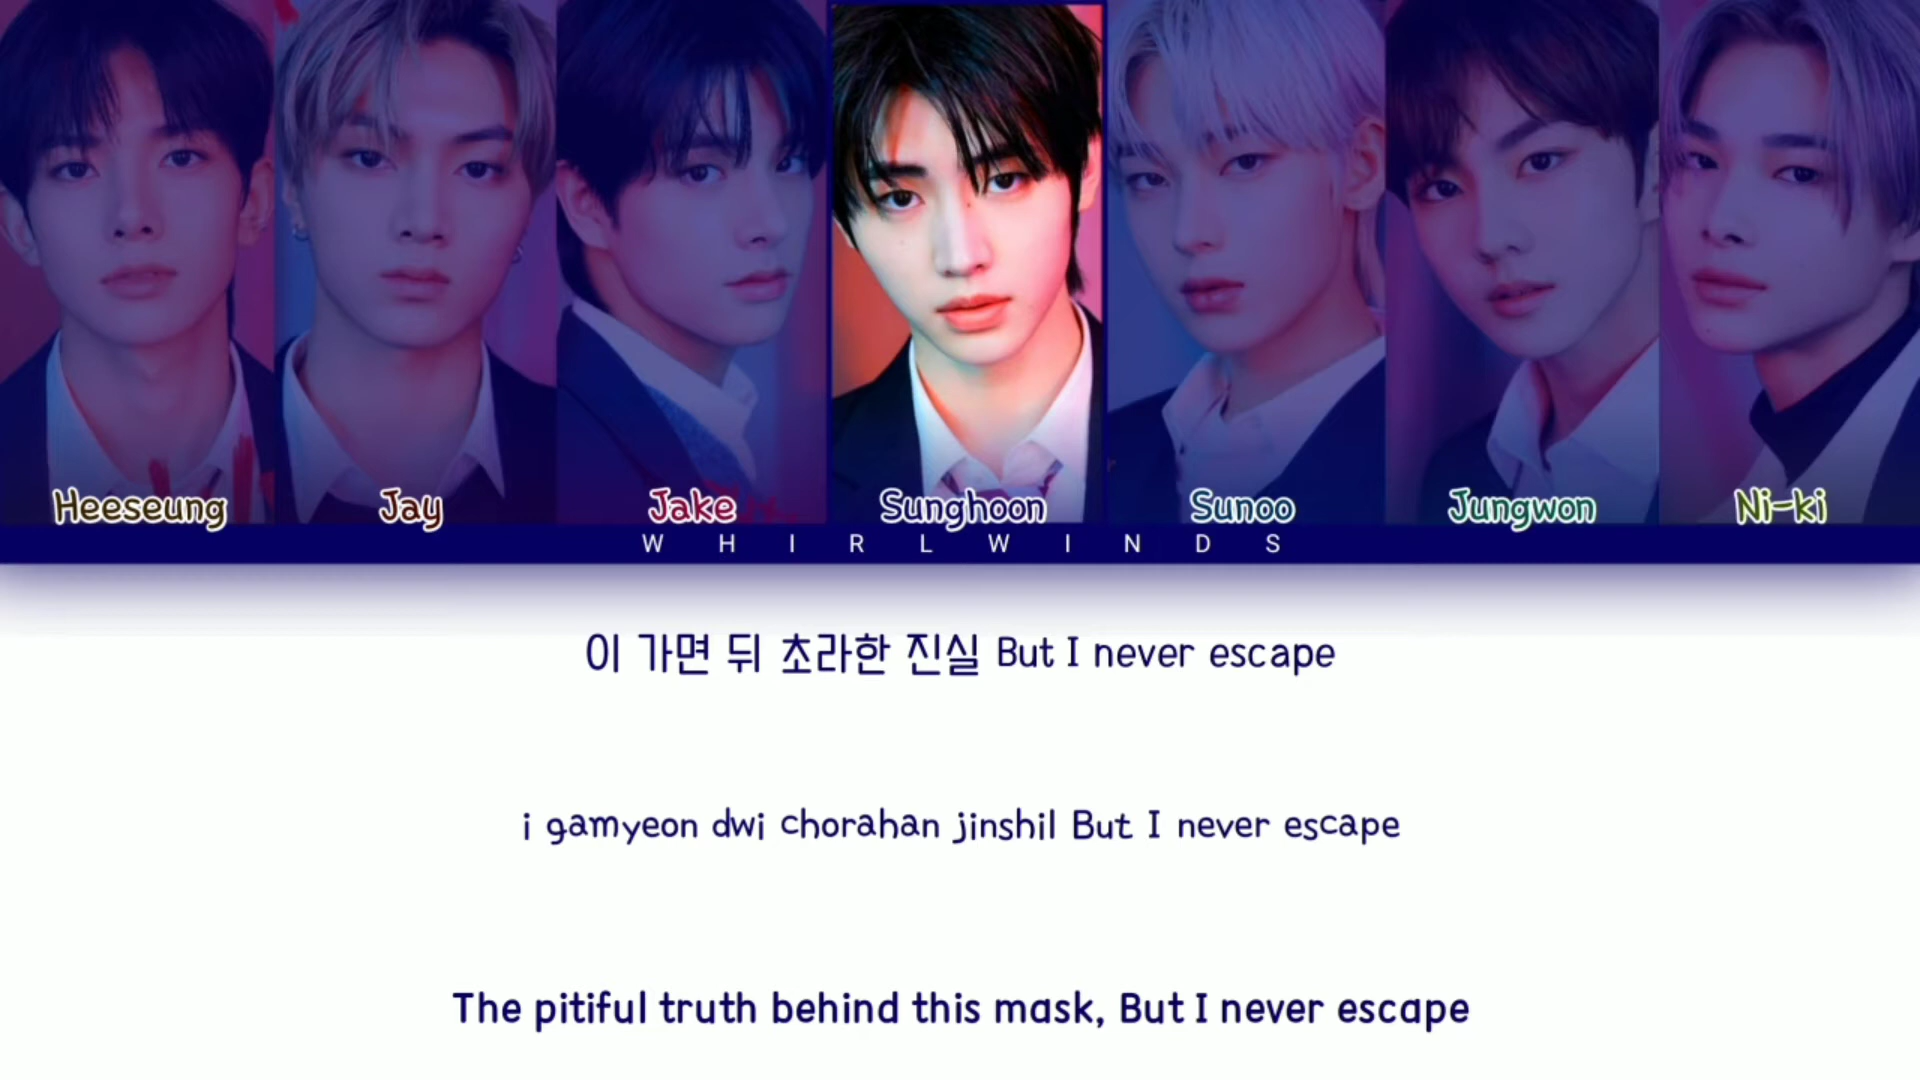 Heeseung Jay Jake Sunghoon Sunoo Jungwon Ni-ki
WHIRLWINDS
이 가면 뒤 초라한 진실 But I never escape
i gamyeon dwi chorahan jinshil But I never escape
The pitiful truth behind this mask, But I never escape